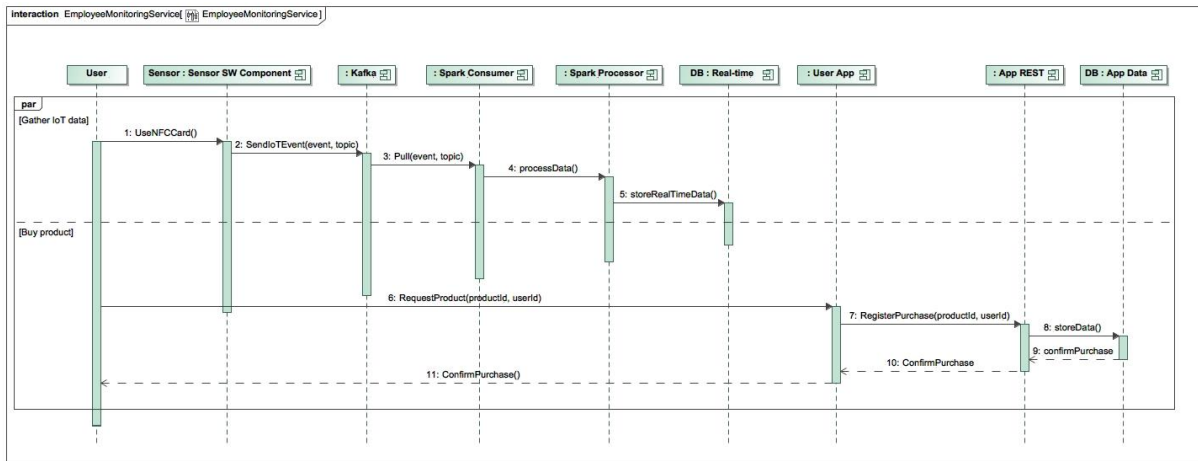 interaction EmployeeMonitoringService[ EmployeeMonitoringService ]
User
Sensor : Sensor SW Component
: Kafka
: Spark Consumer
: Spark Processor
DB : Real-time
: User App
: App REST
DB : App Data
par
[Gather IoT data]
1: UseNFCCard()
2: SendIoTEvent(event, topic)
3: Pull(event, topic)
4: processData()
5: storeRealTimeData()
[Buy product]
6: RequestProduct(productId, userId)
7: RegisterPurchase(productId, userId)
8: storeData()
9: confirmPurchase
10: ConfirmPurchase
11: ConfirmPurchase()